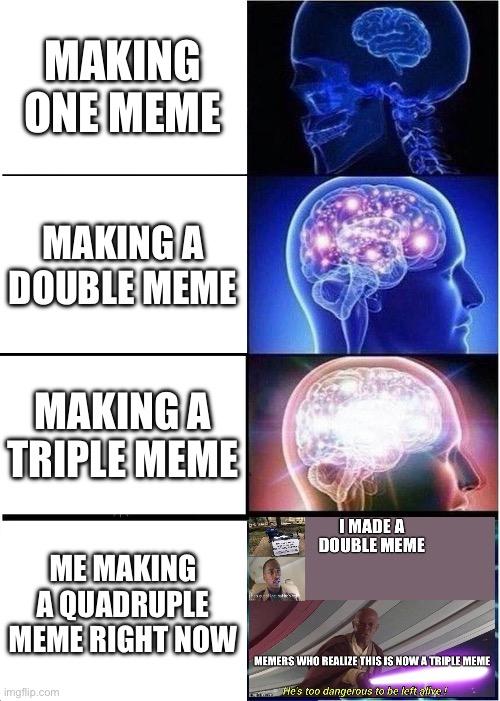 MAKING
ONE MEME
MAKING A
DOUBLE MEME
MAKING A
TRIPLE MEME
ME MAKING
A QUADRUPLE
MEME RIGHT NOW
I MADE A
DOUBLE MEME
MEMERS WHO REALIZE THIS IS NOW A TRIPLE MEME
He's too dangerous to be left alive !
imgflip.com